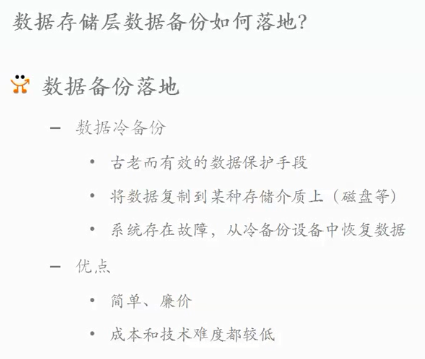 数据存储层数据备份如何落地?
数据备份落地
– 数据冷备份
• 古老而有效的数据保护手段
• 将数据复制到某种存储介质上（磁盘等）
• 系统存在故障，从冷备份设备中恢复数据
– 优点
• 简单、廉价
• 成本和技术难度都较低